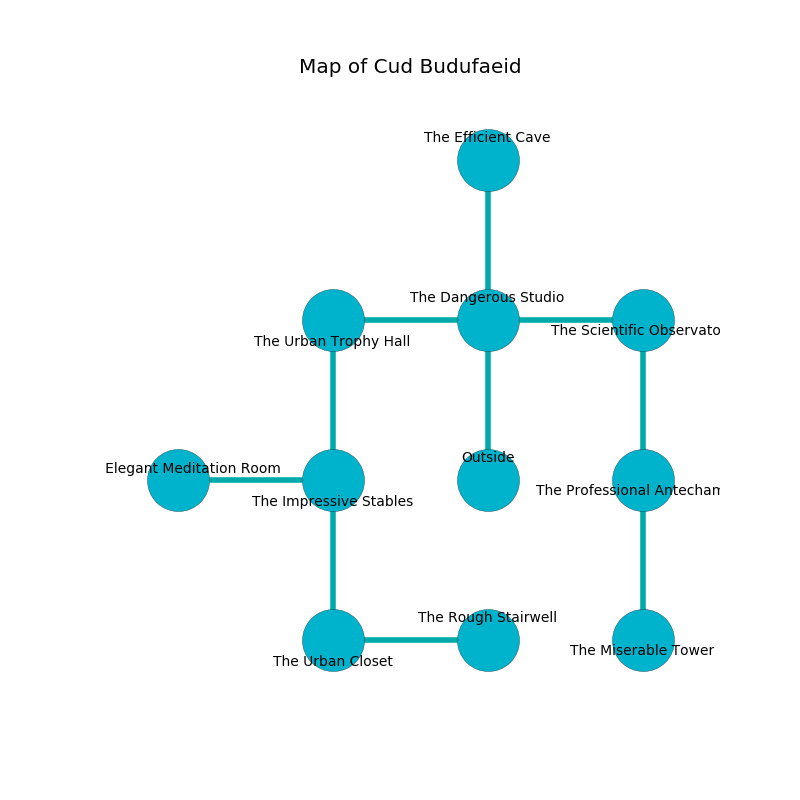 Map of Cud Budufaeid
The Efficient Cave
The Dangerous Studio
The Scientific Observato
The Urban Trophy Hall
Outside
Elegant Meditation Room
The Professional Antecham
The Impressive Stables
The Rough Stairwell
The Miserable Tower
The Urban Closet